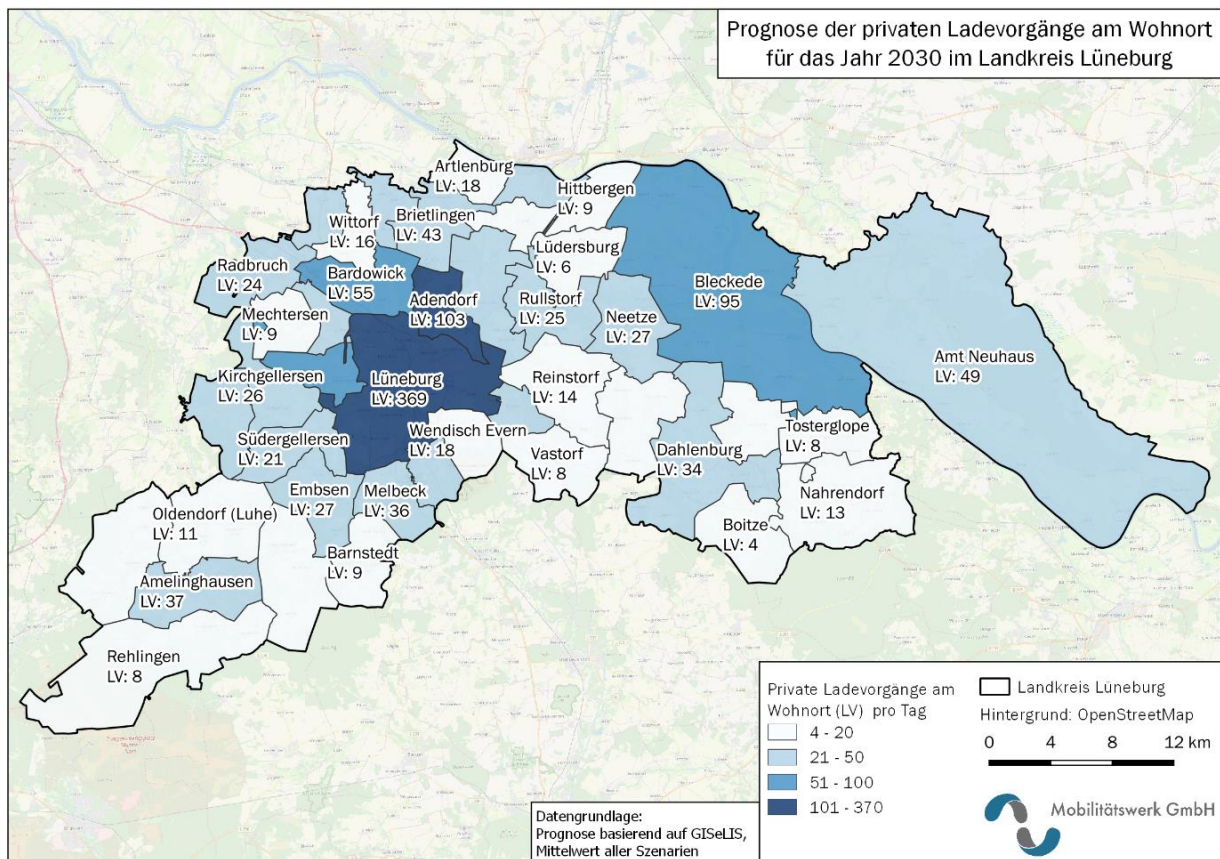 Prognose der privaten Ladevorgänge am Wohnort
für das Jahr 2030 im Landkreis Lüneburg
Artlenburg
LV: 18
Hittbergen
LV: 9
Wittorf
LV: 16
Brietlingen
LV: 43
Lüdersburg
LV: 6
Radbruch
LV: 24
Bardowick
LV: 55
Adendorf
LV: 103
Rullstorf
LV: 25
Neetze
LV: 27
Bleckede
LV: 95
Mechtersen
LV: 9
Amt Neuhaus
LV: 49
Kirchgellersen
LV: 26
Lüneburg
LV: 369
Reinstorf
LV: 14
Südergellersen
LV: 21
Wendisch Evern
LV: 18
Vastorf
LV: 8
Dahlenburg
LV: 34
Tosterglope
LV: 8
Embsen
LV: 27
Melbeck
LV: 36
Nahrendorf
LV: 13
Boitze
LV: 4
Oldendorf (Luhe)
LV: 11
Barnstedt
LV: 9
Amelinghausen
LV: 37
Rehlingen
LV: 8
Private Ladevorgänge am
Wohnort (LV) pro Tag
4 - 20
21 - 50
51 - 100
101 - 370
Landkreis Lüneburg
Hintergrund: OpenStreetMap
0 4 8 12 km
Mobilitätswerk GmbH
Datengrundlage:
Prognose basierend auf GISeLIS,
Mittelwert aller Szenarien